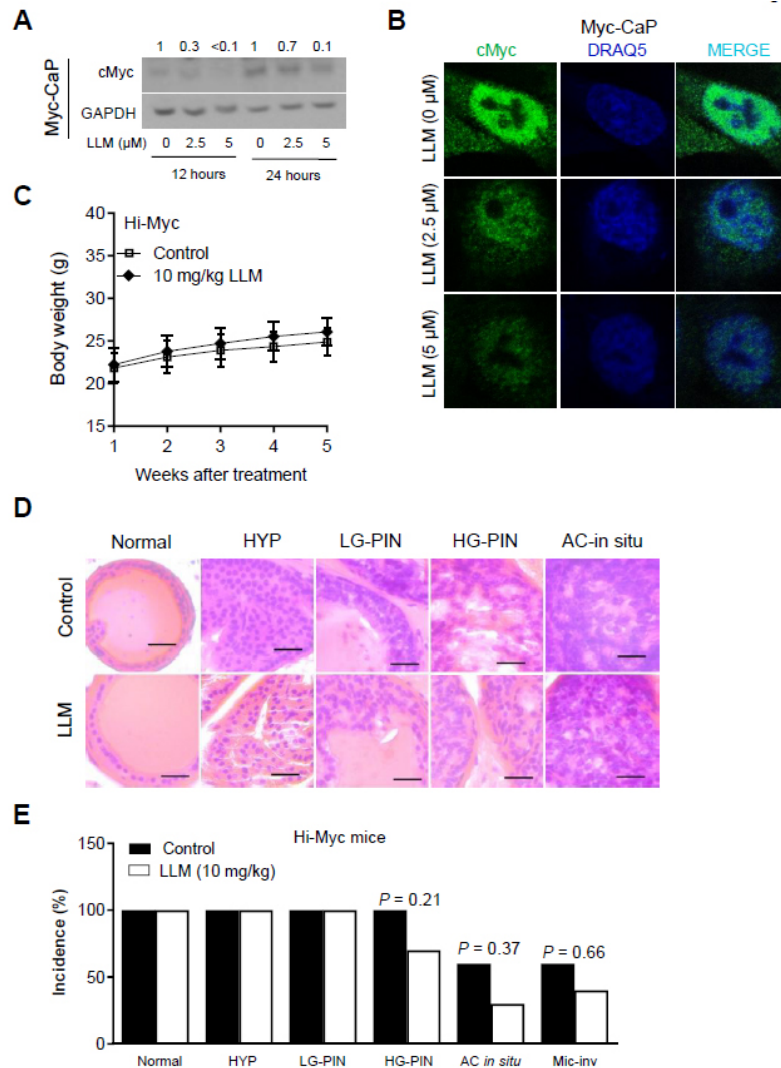 A
1 0.3 <0.1 1 0.7 0.1
Myc-CaP
cMyc
GAPDH
LLM (µM) 0 2.5 5 0 2.5 5
12 hours 24 hours
B
Myc-CaP
cMyc DRAQ5 MERGE
LLM (0 µM)
LLM (2.5 µM)
LLM (5 µM)
C
Hi-Myc
Control
10 mg/kg LLM
Body weight (g)
40
35
30
25
20
15
1 2 3 4 5
Weeks after treatment
D
Normal HYP LG-PIN HG-PIN AC-in situ
Control
LLM
E
Hi-Myc mice
Control
LLM (10 mg/kg)
Incidence (%)
150
100
50
0
P = 0.21
P = 0.37
P = 0.66
Normal HYP LG-PIN HG-PIN AC in situ Mic-inv